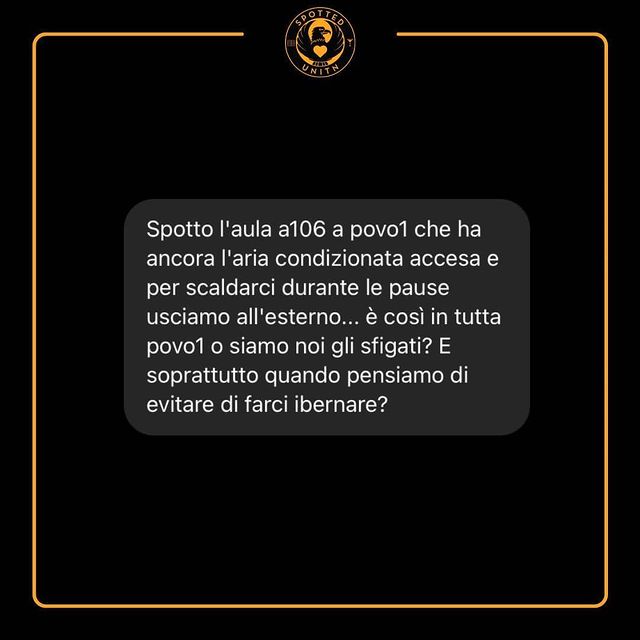 SPOTTED
UNITN
Spotto l'aula a106 a povo1 che ha
ancora l'aria condizionata accesa e
per scaldarci durante le pause
usciamo all'esterno... è così in tutta
povo1 o siamo noi gli sfigati? E
soprattutto quando pensiamo di
evitare di farci ibernare?